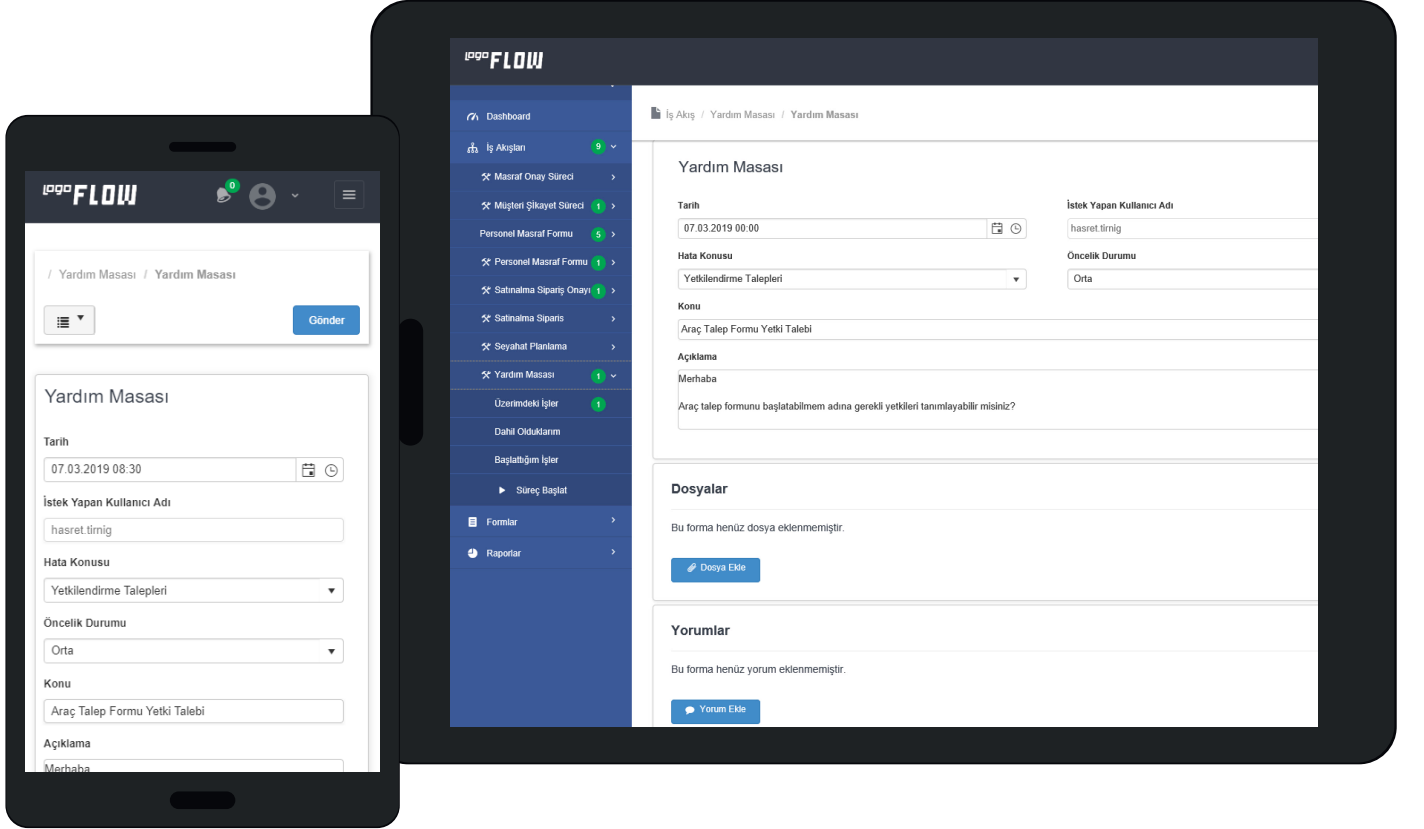 logo FLOW
0
/ Yardım Masası / Yardım Masası
Gönder
Yardım Masası
Tarih
07.03.2019 08:30
İstek Yapan Kullanıcı Adı
hasret.tirnig
Hata Konusu
Yetkilendirme Talepleri
Öncelik Durumu
Orta
Konu
Araç Talep Formu Yetki Talebi
Açıklama
Merhaba
logo FLOW
Dashboard
İş Akışları 9
Masraf Onay Süreci
Müşteri Şİkayet Süreci 1
Personel Masraf Formu 5
Personel Masraf Formu 1
Satınalma Sipariş Onayı 1
Satinalma Siparis
Seyahat Planlama
Yardım Masası 1
Üzerimdeki İşler 1
Dahil Olduklarım
Başlattığım İşler
Süreç Başlat
Formlar
Raporlar
İş Akış / Yardım Masası / Yardım Masası
Yardım Masası
Tarih
07.03.2019 00:00
İstek Yapan Kullanıcı Adı
hasret.tirnig
Hata Konusu
Yetkilendirme Talepleri
Öncelik Durumu
Orta
Konu
Araç Talep Formu Yetki Talebi
Açıklama
Merhaba
Araç talep formunu başlatabilmem adına gerekli yetkileri tanımlayabilir misiniz?
Dosyalar
Bu forma henüz dosya eklenmemiştir.
Dosya Ekle
Yorumlar
Bu forma henüz yorum eklenmemiştir.
Yorum Ekle